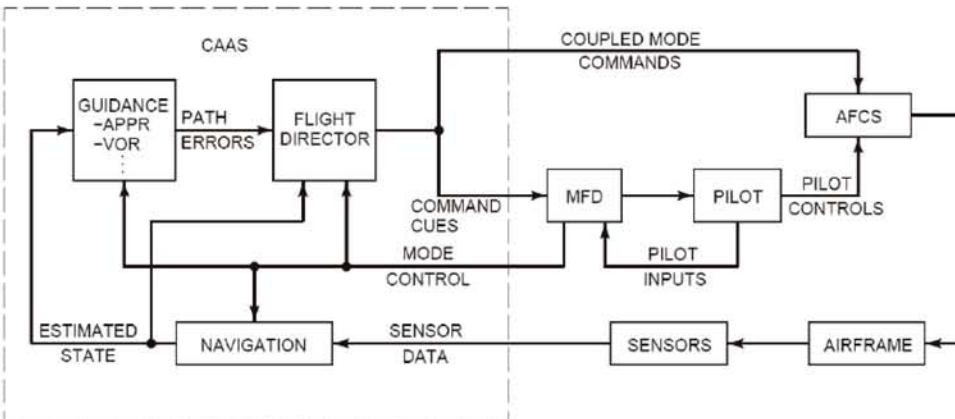 CAAS
COUPLED MODE
COMMANDS
GUIDANCE
-APPR
-VOR
PATH
ERRORS
FLIGHT
DIRECTOR
AFCS
COMMAND
CUES
MFD
PILOT
PILOT
CONTROLS
MODE
CONTROL
PILOT
INPUTS
ESTIMATED
STATE
NAVIGATION
SENSOR
DATA
SENSORS
AIRFRAME